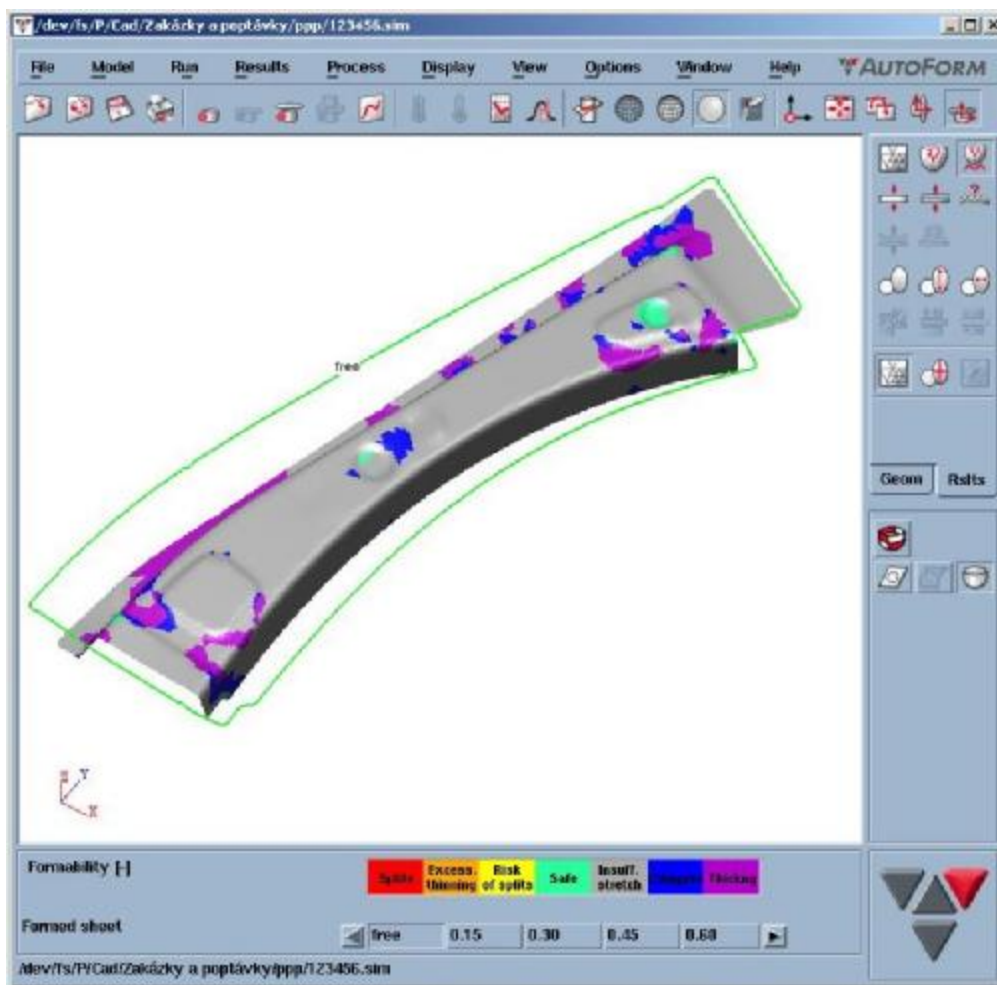 /dev/fs/P/Cad/Zakázky a poptávky/ppp/123456.sim
File Model Run Results Process Display View Options Window Help AUTOFORM
free
Geom Rslts
Z Y
X
Formability [-]
Splits Excess. thinning Risk of splits Safe Insuff. stretch Thicking
Formed sheet
free 0.15 0.30 0.45 0.60
/dev/fs/P/Cad/Zakázky a poptávky/ppp/123456.sim